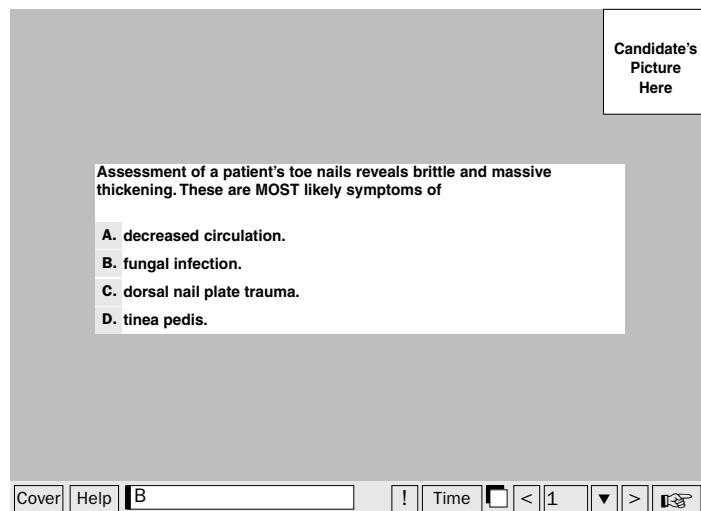 Candidate's
Picture
Here
Assessment of a patient's toe nails reveals brittle and massive
thickening. These are MOST likely symptoms of
A. decreased circulation.
B. fungal infection.
C. dorsal nail plate trauma.
D. tinea pedis.
Cover Help B ! Time < 1 ▼ > ☞